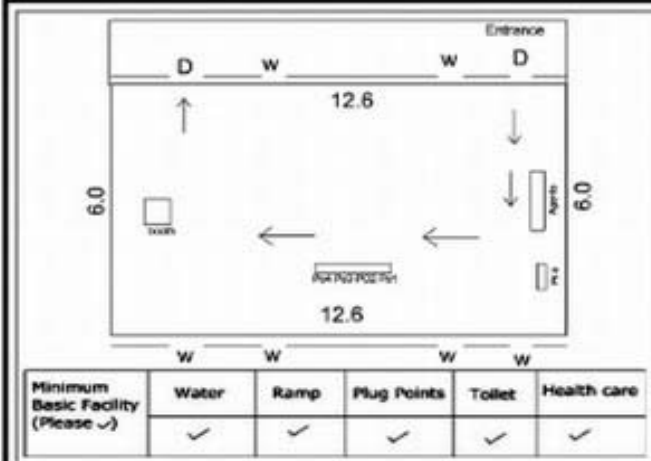 Entrance
D W W D
12.6
6.0 6.0
Agents
booth
12.6
W W W W
Minimum Basic Facility (Please ✓) Water Ramp Plug Points Toilet Health care
✓ ✓ ✓ ✓ ✓